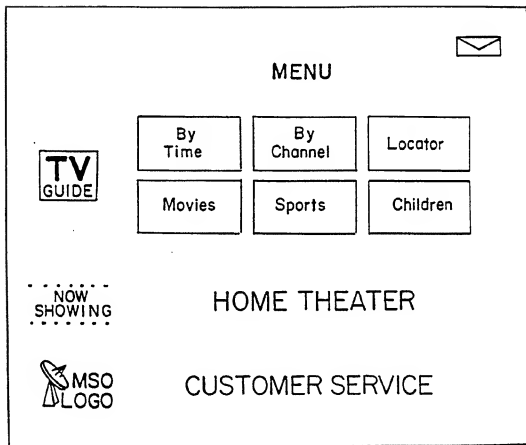 MENU
By
Time
By
Channel
Locator
TV
GUIDE
Movies
Sports
Children
NOW
SHOWING
HOME THEATER
MSO
LOGO
CUSTOMER SERVICE